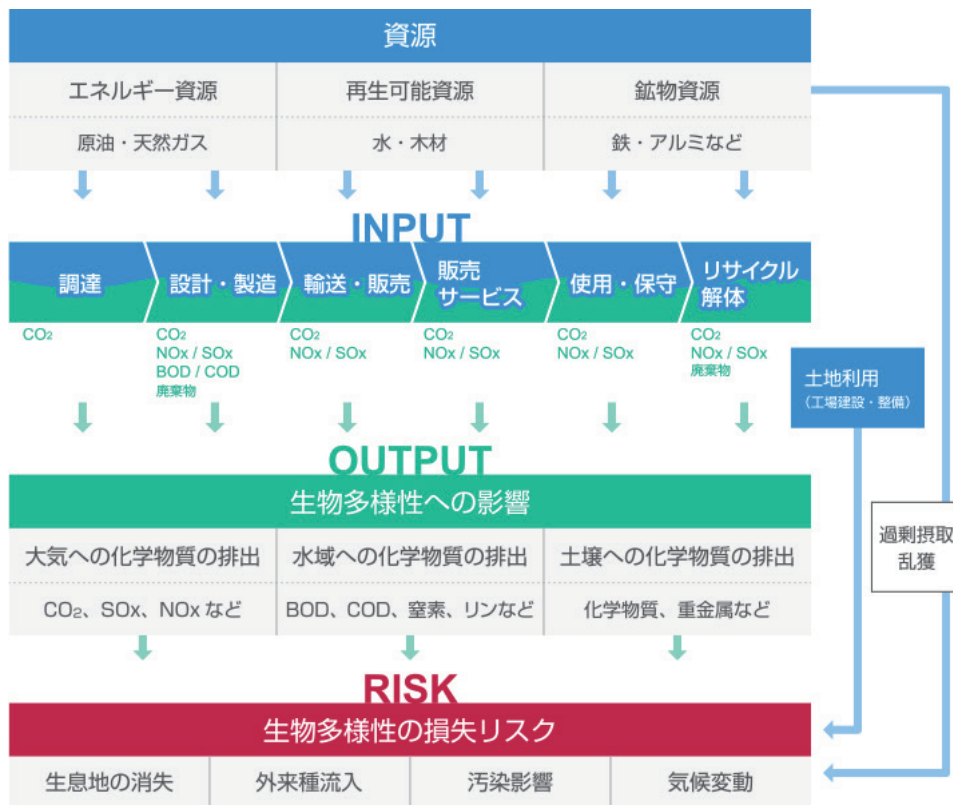 資源
エネルギー資源
再生可能資源
鉱物資源
原油・天然ガス
水・木材
鉄・アルミなど
INPUT
調達
設計・製造
輸送・販売
販売
サービス
使用・保守
リサイクル
解体
CO₂
CO₂
NOx / SOx
BOD / COD
廃棄物
CO₂
NOx / SOx
CO₂
NOx / SOx
CO₂
NOx / SOx
CO₂
NOx / SOx
廃棄物
土地利用
（工場建設・整備）
OUTPUT
生物多様性への影響
大気への化学物質の排出
水域への化学物質の排出
土壌への化学物質の排出
CO₂、SOx、NOx など
BOD、COD、窒素、リンなど
化学物質、重金属など
過剰摂取
乱獲
RISK
生物多様性の損失リスク
生息地の消失
外来種流入
汚染影響
気候変動